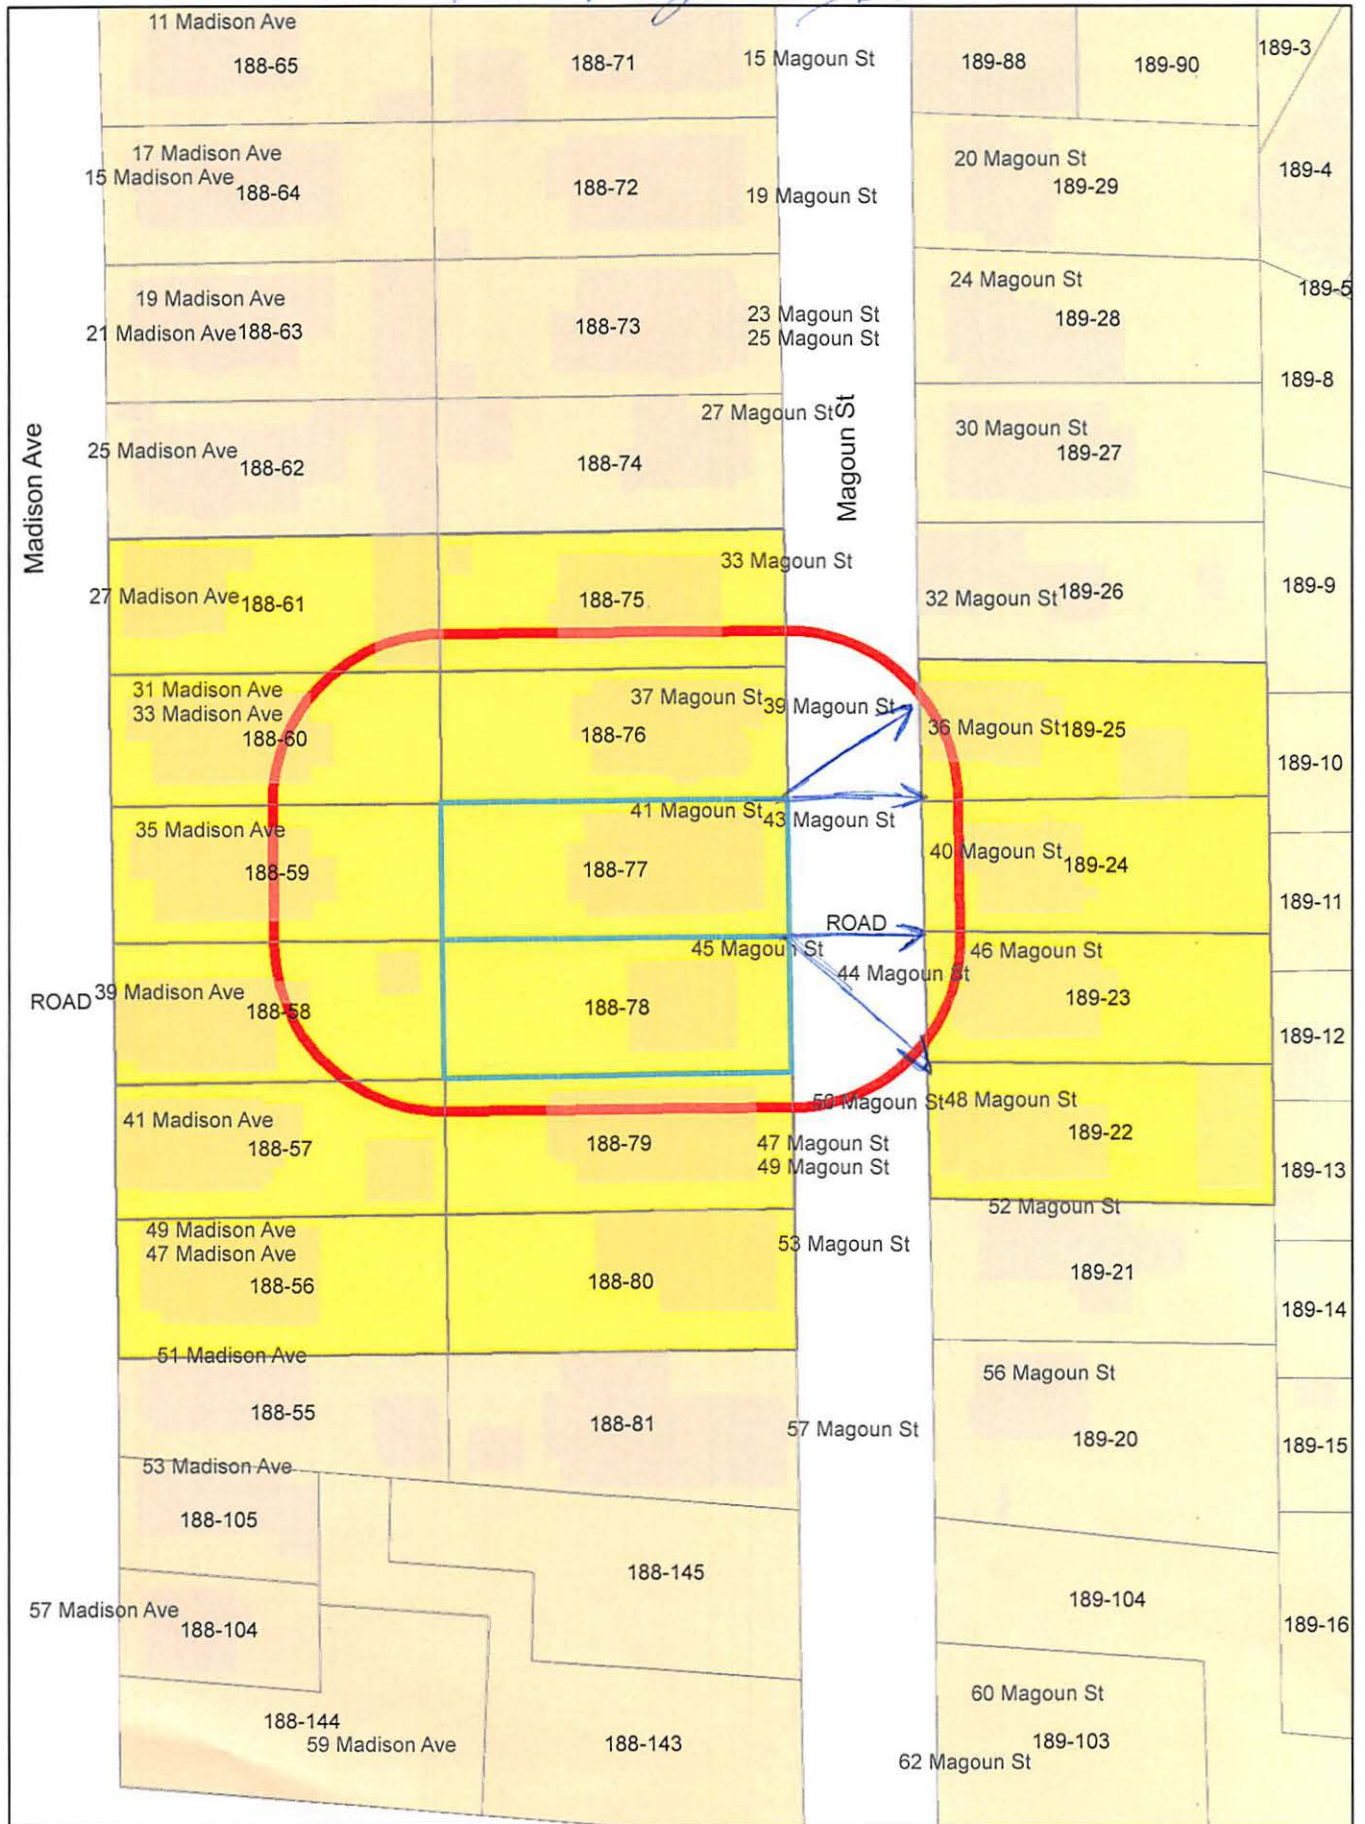 11 Madison Ave
188-65
188-71
15 Magoun St
189-88
189-90
189-3
17 Madison Ave
15 Madison Ave
188-64
188-72
19 Magoun St
20 Magoun St
189-29
189-4
19 Madison Ave
21 Madison Ave
188-63
188-73
23 Magoun St
25 Magoun St
24 Magoun St
189-28
189-5
189-8
Madison Ave
25 Madison Ave
188-62
188-74
27 Magoun St
Magoun St
30 Magoun St
189-27
27 Madison Ave
188-61
188-75
33 Magoun St
32 Magoun St
189-26
189-9
31 Madison Ave
33 Madison Ave
188-60
37 Magoun St
188-76
39 Magoun St
36 Magoun St
189-25
189-10
35 Madison Ave
188-59
41 Magoun St
43 Magoun St
188-77
40 Magoun St
189-24
189-11
ROAD
39 Madison Ave
188-58
ROAD
45 Magoun St
188-78
44 Magoun St
46 Magoun St
189-23
189-12
41 Madison Ave
188-57
188-79
50 Magoun St
47 Magoun St
49 Magoun St
48 Magoun St
189-22
189-13
49 Madison Ave
47 Madison Ave
188-56
188-80
53 Magoun St
52 Magoun St
189-21
189-14
51 Madison Ave
188-55
188-81
57 Magoun St
56 Magoun St
189-20
189-15
53 Madison Ave
188-105
188-145
189-104
189-16
57 Madison Ave
188-104
188-144
59 Madison Ave
188-143
60 Magoun St
189-103
62 Magoun St